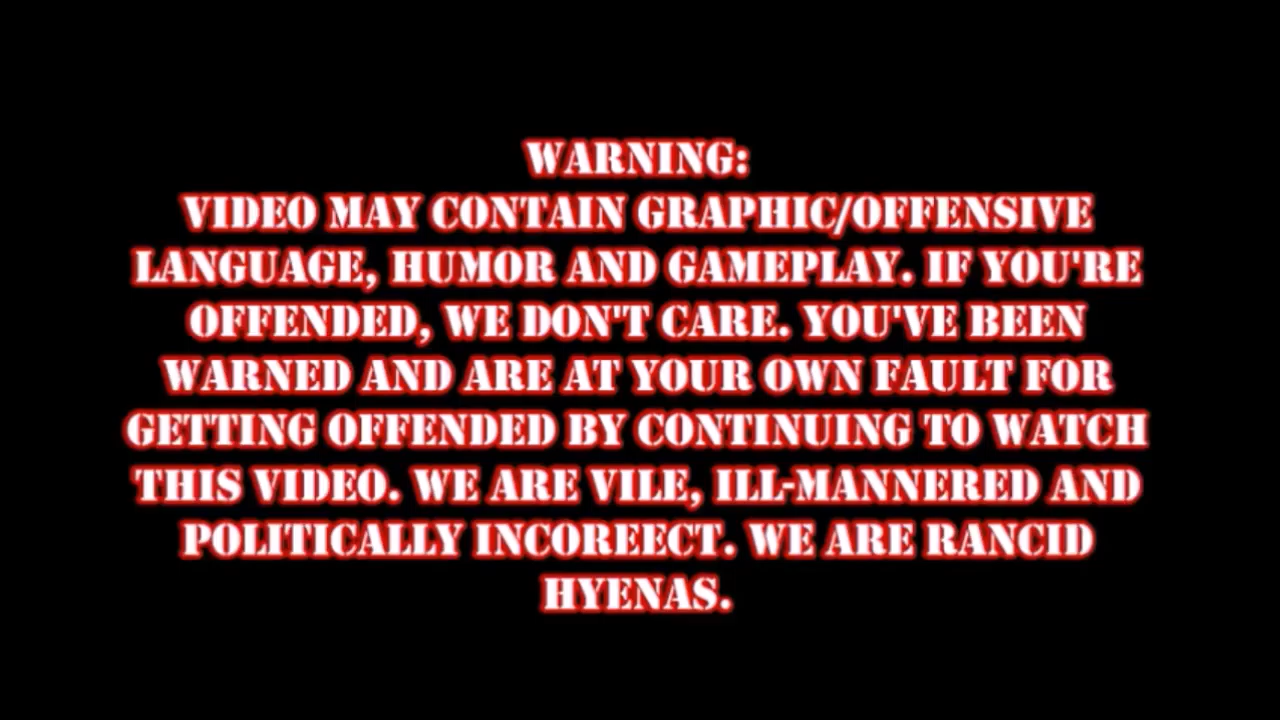 WARNING:
VIDEO MAY CONTAIN GRAPHIC/OFFENSIVE
LANGUAGE, HUMOR AND GAMEPLAY. IF YOU'RE
OFFENDED, WE DON'T CARE. YOU'VE BEEN
WARNED AND ARE AT YOUR OWN FAULT FOR
GETTING OFFENDED BY CONTINUING TO WATCH
THIS VIDEO. WE ARE VILE, ILL-MANNERED AND
POLITICALLY INCOREECT. WE ARE RANCID
HYENAS.